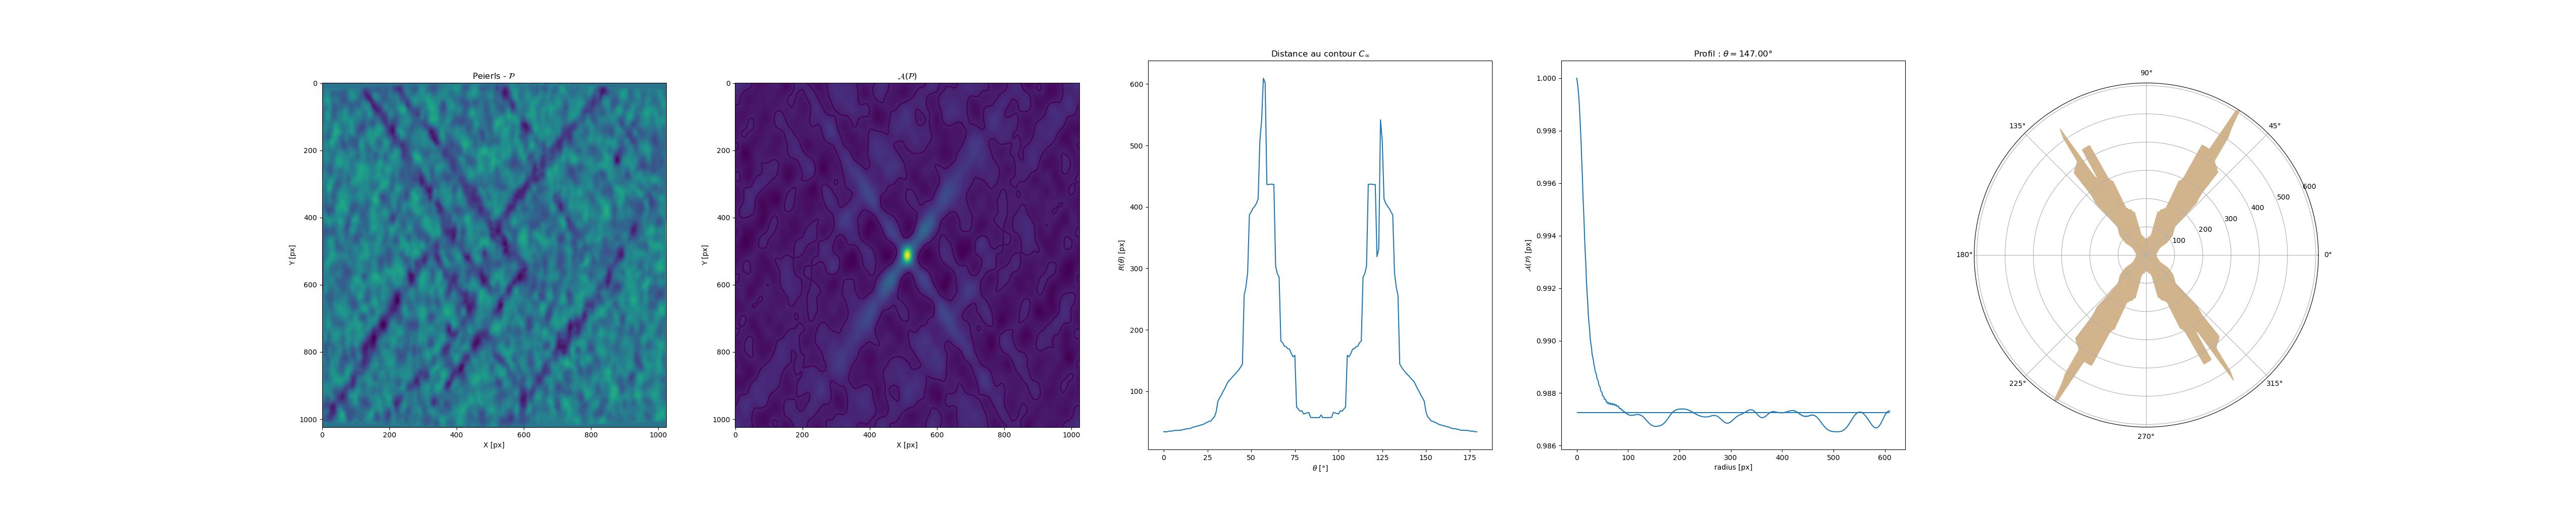 Peierls - 𝒫
0
200
400
600
800
1000
Y [px]
0 200 400 600 800 1000
X [px]
𝒜(𝒫)
0
200
400
600
800
1000
Y [px]
0 200 400 600 800 1000
X [px]
Distance au contour C∞
600
500
400
300
200
100
R(θ) [px]
0 25 50 75 100 125 150 175
θ [°]
Profil : θ = 147.00°
1.000
0.998
0.996
0.994
0.992
0.990
0.988
0.986
𝒜(𝒫) [px]
0 100 200 300 400 500 600
radius [px]
90°
135° 45°
600
500
400
300
200
100
180° 0°
225° 315°
270°